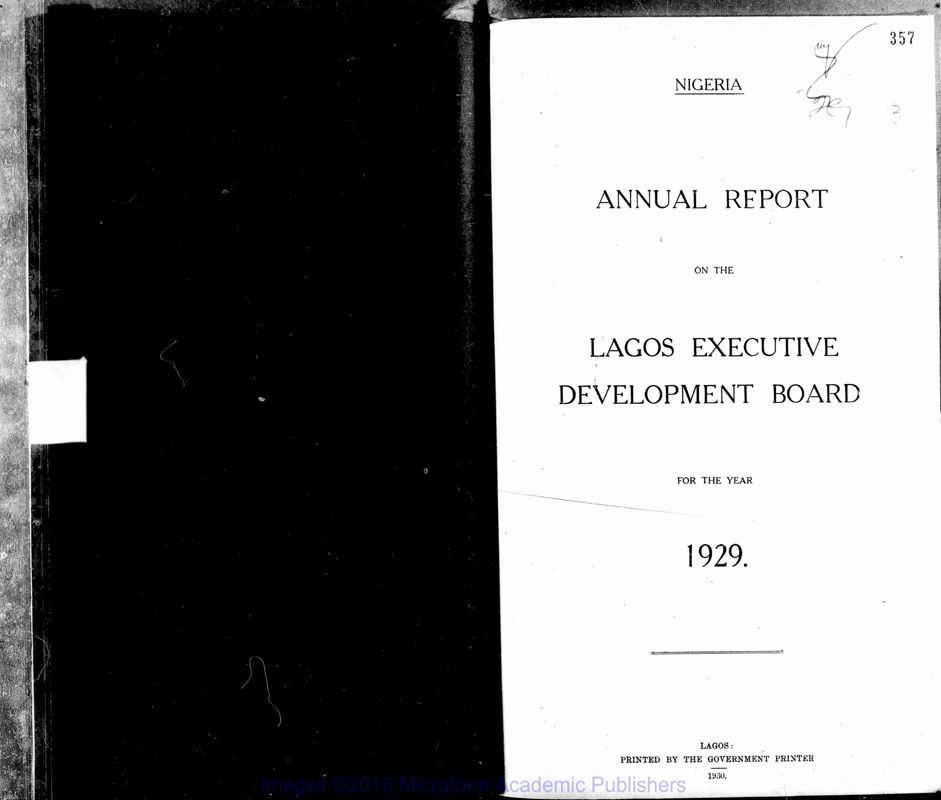 357
NIGERIA
ANNUAL REPORT
ON THE
LAGOS EXECUTIVE
DEVELOPMENT BOARD
FOR THE YEAR
1929.
LAGOS:
PRINTED BY THE GOVERNMENT PRINTER
1930.
Images ©2016 Microform Academic Publishers